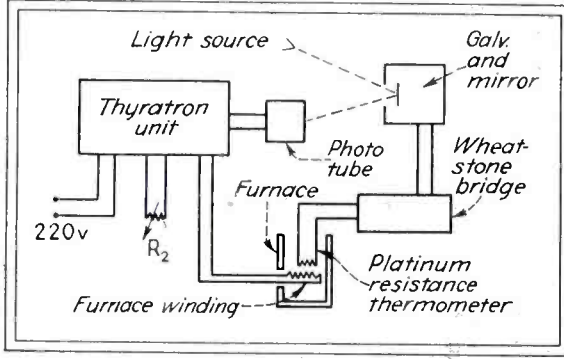 Light source
Galv.
and
mirror
Thyratron
unit
Photo
tube
Wheat-
stone
bridge
Furnace
220v
R2
Platinum
resistance
thermometer
Furnace winding